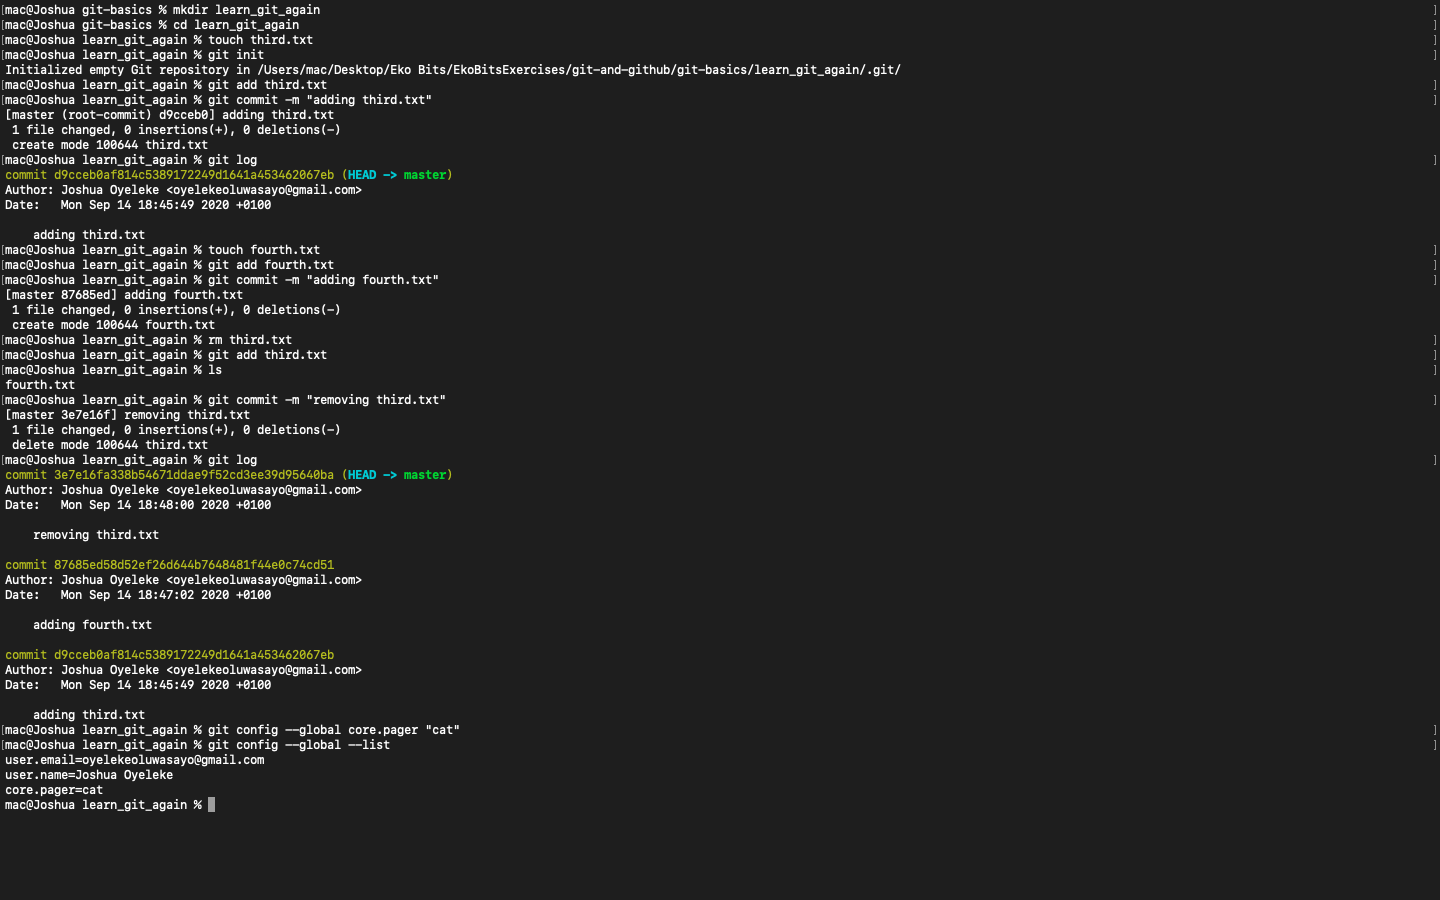 [mac@Joshua git-basics % mkdir learn_git_again ]
[mac@Joshua git-basics % cd learn_git_again ]
[mac@Joshua learn_git_again % touch third.txt ]
[mac@Joshua learn_git_again % git init ]
Initialized empty Git repository in /Users/mac/Desktop/Eko Bits/EkoBitsExercises/git-and-github/git-basics/learn_git_again/.git/
[mac@Joshua learn_git_again % git add third.txt ]
[mac@Joshua learn_git_again % git commit -m "adding third.txt" ]
[master (root-commit) d9cceb0] adding third.txt
 1 file changed, 0 insertions(+), 0 deletions(-)
 create mode 100644 third.txt
[mac@Joshua learn_git_again % git log ]
commit d9cceb0af814c5389172249d1641a453462067eb (HEAD -> master)
Author: Joshua Oyeleke <oyelekeoluwasayo@gmail.com>
Date:   Mon Sep 14 18:45:49 2020 +0100
    adding third.txt
[mac@Joshua learn_git_again % touch fourth.txt ]
[mac@Joshua learn_git_again % git add fourth.txt ]
[mac@Joshua learn_git_again % git commit -m "adding fourth.txt" ]
[master 87685ed] adding fourth.txt
 1 file changed, 0 insertions(+), 0 deletions(-)
 create mode 100644 fourth.txt
[mac@Joshua learn_git_again % rm third.txt ]
[mac@Joshua learn_git_again % git add third.txt ]
[mac@Joshua learn_git_again % ls ]
fourth.txt
[mac@Joshua learn_git_again % git commit -m "removing third.txt" ]
[master 3e7e16f] removing third.txt
 1 file changed, 0 insertions(+), 0 deletions(-)
 delete mode 100644 third.txt
[mac@Joshua learn_git_again % git log ]
commit 3e7e16fa338b54671ddae9f52cd3ee39d95640ba (HEAD -> master)
Author: Joshua Oyeleke <oyelekeoluwasayo@gmail.com>
Date:   Mon Sep 14 18:48:00 2020 +0100
    removing third.txt
commit 87685ed58d52ef26d644b7648481f44e0c74cd51
Author: Joshua Oyeleke <oyelekeoluwasayo@gmail.com>
Date:   Mon Sep 14 18:47:02 2020 +0100
    adding fourth.txt
commit d9cceb0af814c5389172249d1641a453462067eb
Author: Joshua Oyeleke <oyelekeoluwasayo@gmail.com>
Date:   Mon Sep 14 18:45:49 2020 +0100
    adding third.txt
[mac@Joshua learn_git_again % git config --global core.pager "cat" ]
[mac@Joshua learn_git_again % git config --global --list ]
user.email=oyelekeoluwasayo@gmail.com
user.name=Joshua Oyeleke
core.pager=cat
mac@Joshua learn_git_again %